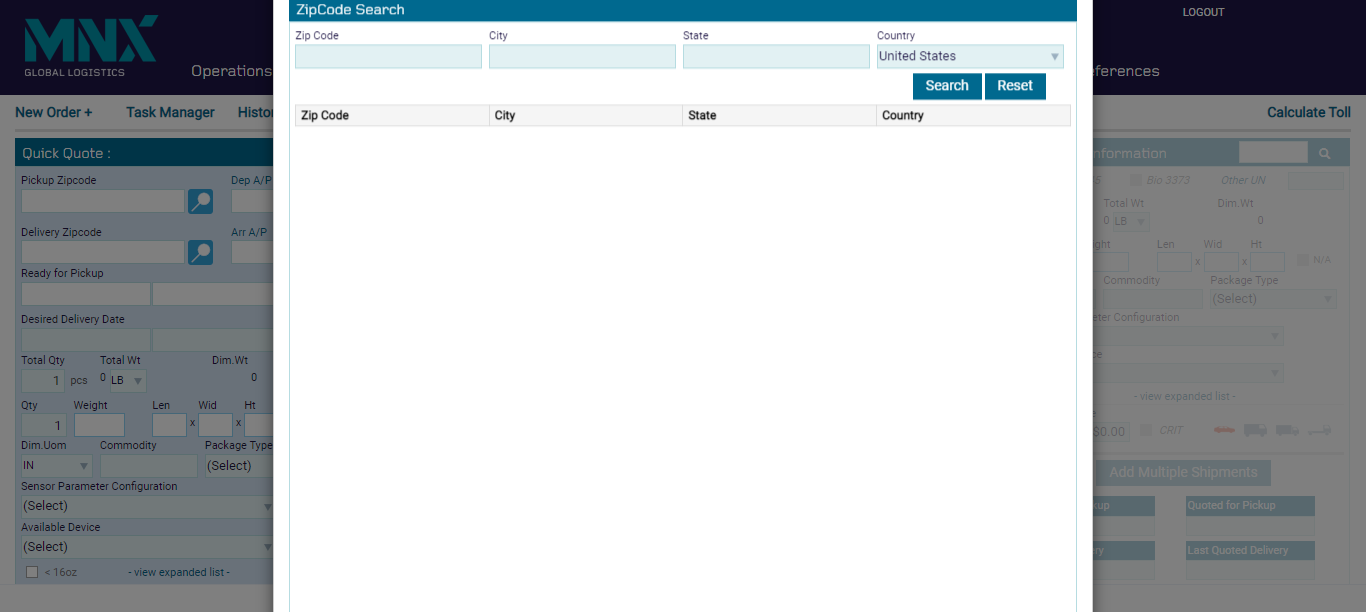 ZipCode Search
LOGOUT
MNX
GLOBAL LOGISTICS
Operations
ferences
Zip Code City State Country
United States
Search Reset
New Order + Task Manager Histo Calculate Toll
Zip Code City State Country
Quick Quote :
nformation
Pickup Zipcode Dep A/P
5 Bio 3373 Other UN
Total Wt Dim.Wt
0 LB 0
Delivery Zipcode Arr A/P
ght Len Wid Ht
x x N/A
Ready for Pickup
Commodity Package Type
(Select)
Desired Delivery Date
eter Configuration
Total Qty Total Wt Dim.Wt
1 pcs 0 LB 0
ce
- view expanded list -
Qty Weight Len Wid Ht
1 x x
$0.00 CRIT
Dim.Uom Commodity Package Type
IN (Select)
Add Multiple Shipments
Sensor Parameter Configuration
(Select)
kup Quoted for Pickup
Available Device
(Select)
ery Last Quoted Delivery
< 16oz - view expanded list -